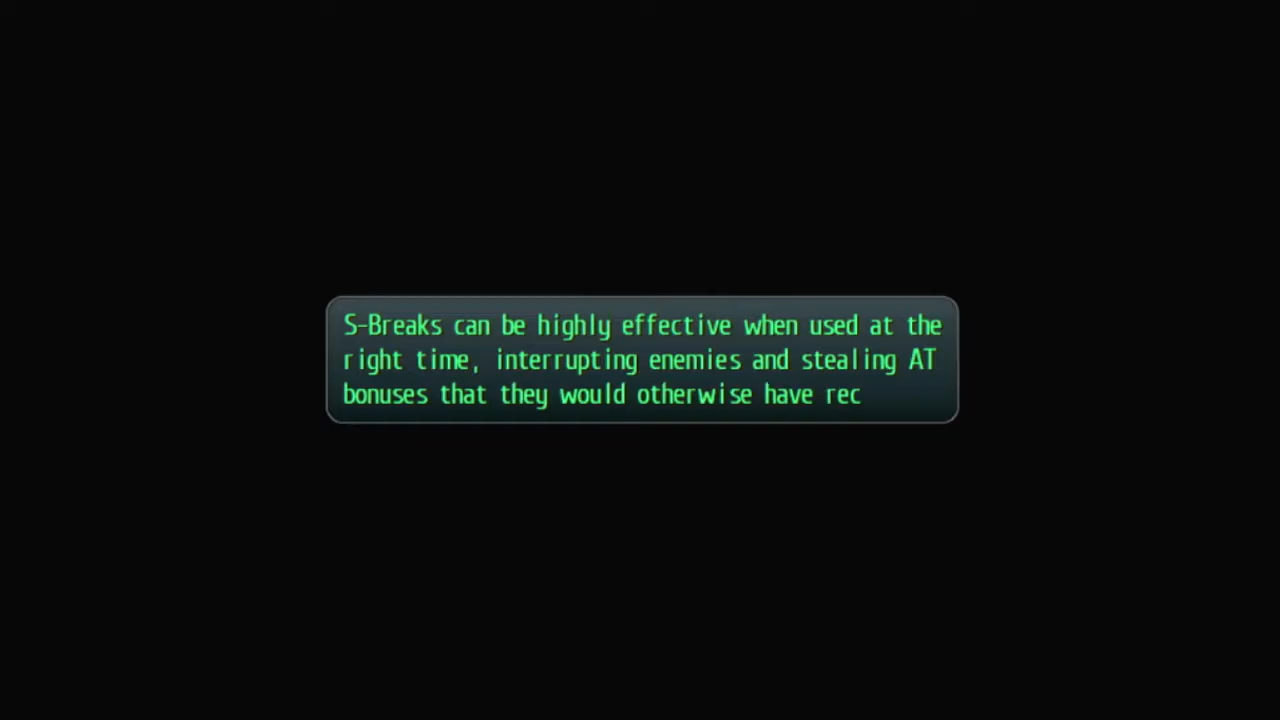 S-Breaks can be highly effective when used at the
right time, interrupting enemies and stealing AT
bonuses that they would otherwise have rec